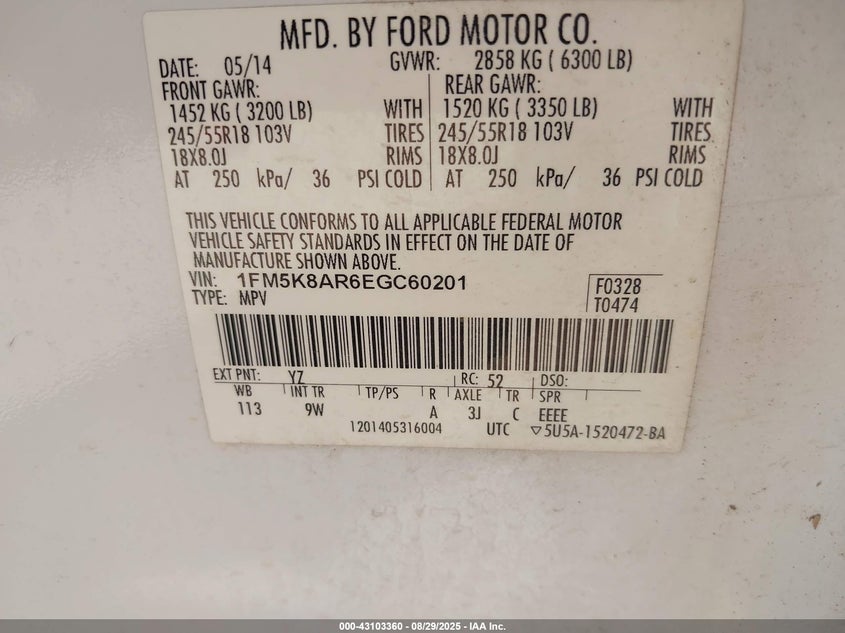 MFD. BY FORD MOTOR CO.
DATE: 05/14 GVWR: 2858 KG ( 6300 LB)
FRONT GAWR: REAR GAWR:
1452 KG ( 3200 LB) WITH 1520 KG ( 3350 LB) WITH
245/55R18 103V TIRES 245/55R18 103V TIRES
18X8.0J RIMS 18X8.0J RIMS
AT 250 kPa/ 36 PSI COLD AT 250 kPa/ 36 PSI COLD
THIS VEHICLE CONFORMS TO ALL APPLICABLE FEDERAL MOTOR
VEHICLE SAFETY STANDARDS IN EFFECT ON THE DATE OF
MANUFACTURE SHOWN ABOVE.
VIN: 1FM5K8AR6EGC60201 F0328
TYPE: MPV T0474
EXT PNT: YZ RC: 52 DSO:
WB INT TR TP/PS R AXLE TR SPR
113 9W A 3J C EEEE
1201405316004 UTC ▽5U5A-1520472-BA
000-43103360 - 08/29/2025 - IAA Inc.